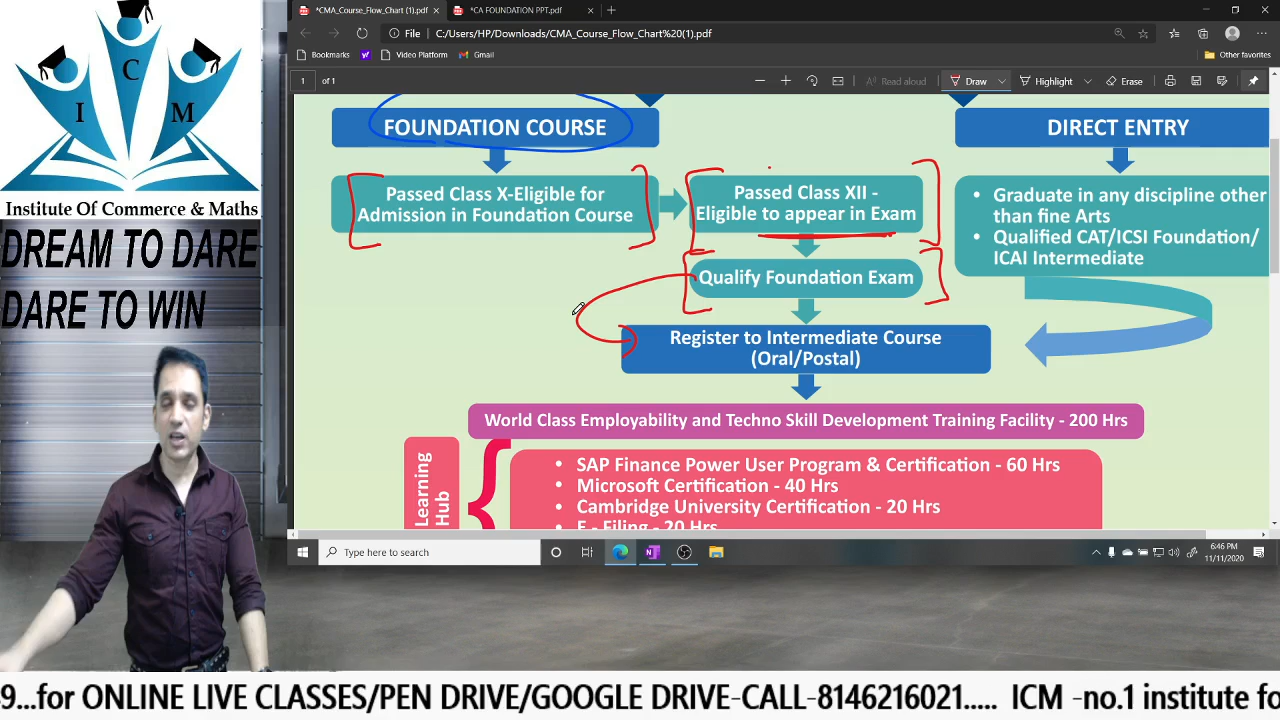 I C M
Institute Of Commerce & Maths
DREAM TO DARE
DARE TO WIN
*CMA_Course_Flow_Chart (1).pdf
*CA FOUNDATION PPT.pdf
File
C:/Users/HP/Downloads/CMA_Course_Flow_Chart%20(1).pdf
Bookmarks
Video Platform
Gmail
Other favorites
1 of 1
Read aloud
Draw
Highlight
Erase
FOUNDATION COURSE
DIRECT ENTRY
Passed Class X-Eligible for
Admission in Foundation Course
Passed Class XII -
Eligible to appear in Exam
• Graduate in any discipline other
than fine Arts
• Qualified CAT/ICSI Foundation/
ICAI Intermediate
Qualify Foundation Exam
Register to Intermediate Course
(Oral/Postal)
World Class Employability and Techno Skill Development Training Facility - 200 Hrs
Learning
Hub
• SAP Finance Power User Program & Certification - 60 Hrs
• Microsoft Certification - 40 Hrs
• Cambridge University Certification - 20 Hrs
• E - Filing - 20 Hrs
Type here to search
6:46 PM
11/11/2020
9...for ONLINE LIVE CLASSES/PEN DRIVE/GOOGLE DRIVE-CALL-8146216021..... ICM -no.1 institute fo